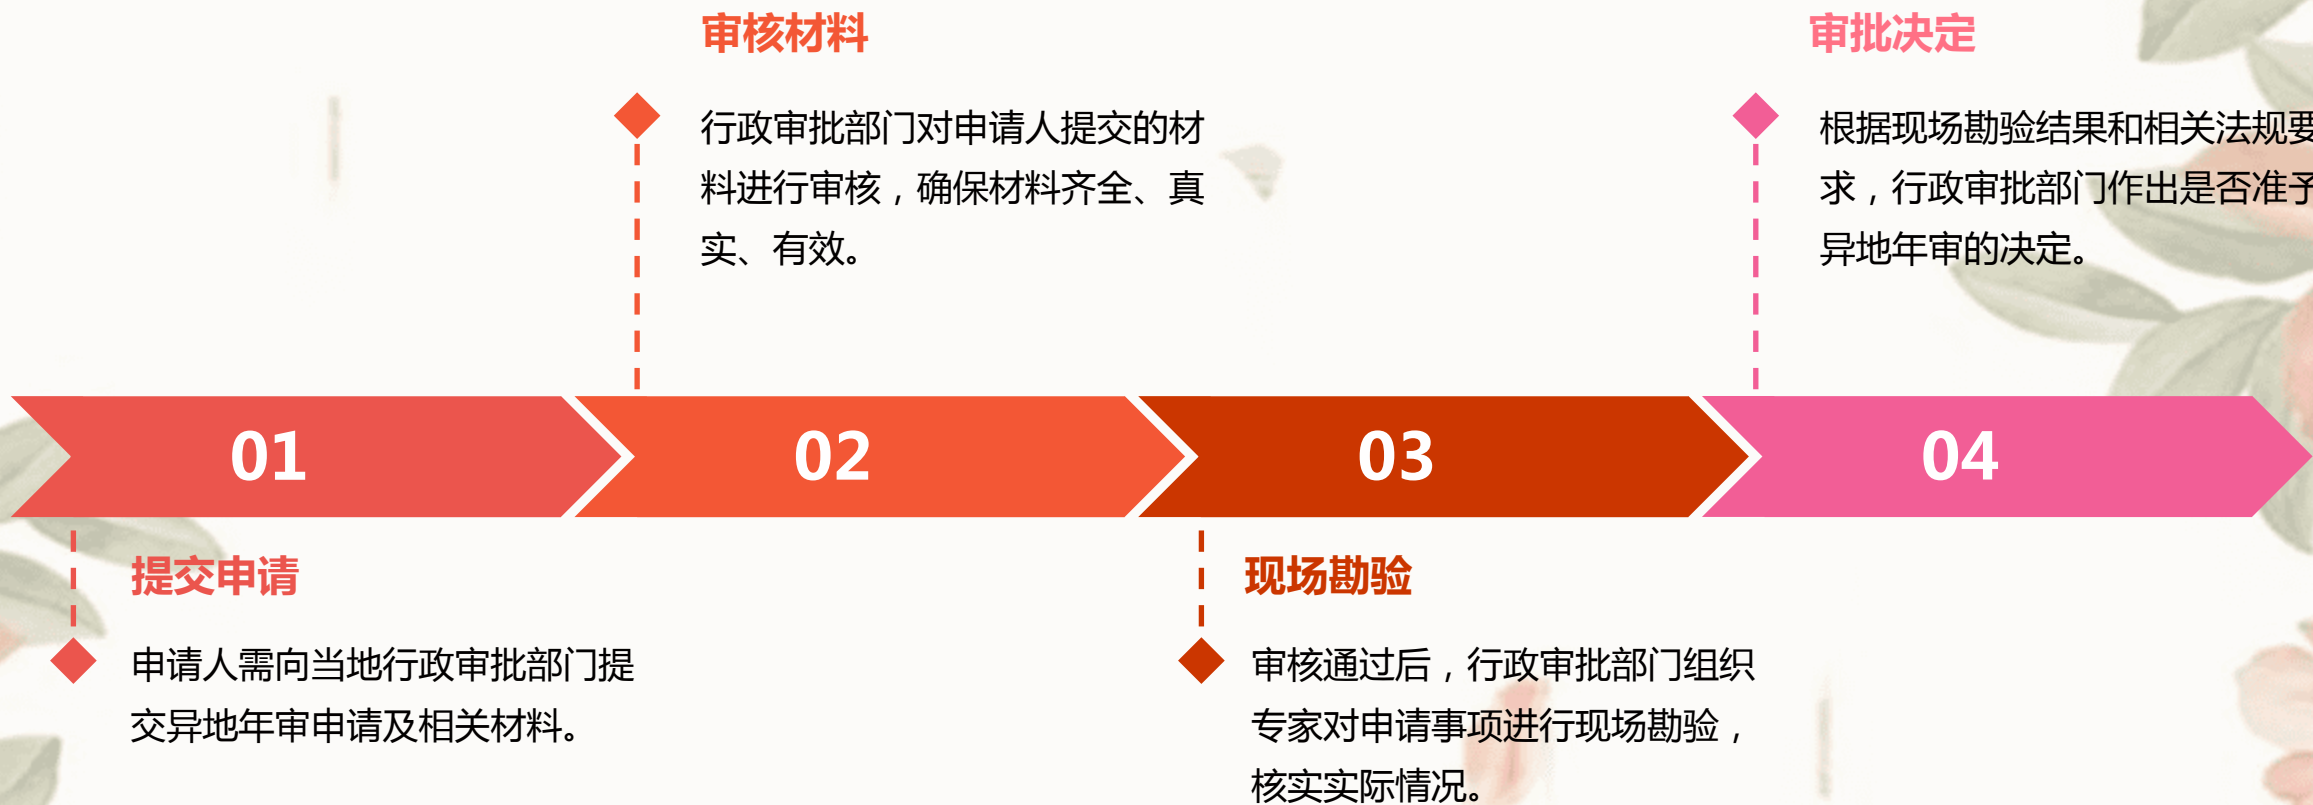 审核材料
行政审批部门对申请人提交的材
料进行审核，确保材料齐全、真
实、有效。
审批决定
根据现场勘验结果和相关法规要
求，行政审批部门作出是否准予
异地年审的决定。
01
02
03
04
提交申请
申请人需向当地行政审批部门提
交异地年审申请及相关材料。
现场勘验
审核通过后，行政审批部门组织
专家对申请事项进行现场勘验，
核实实际情况。